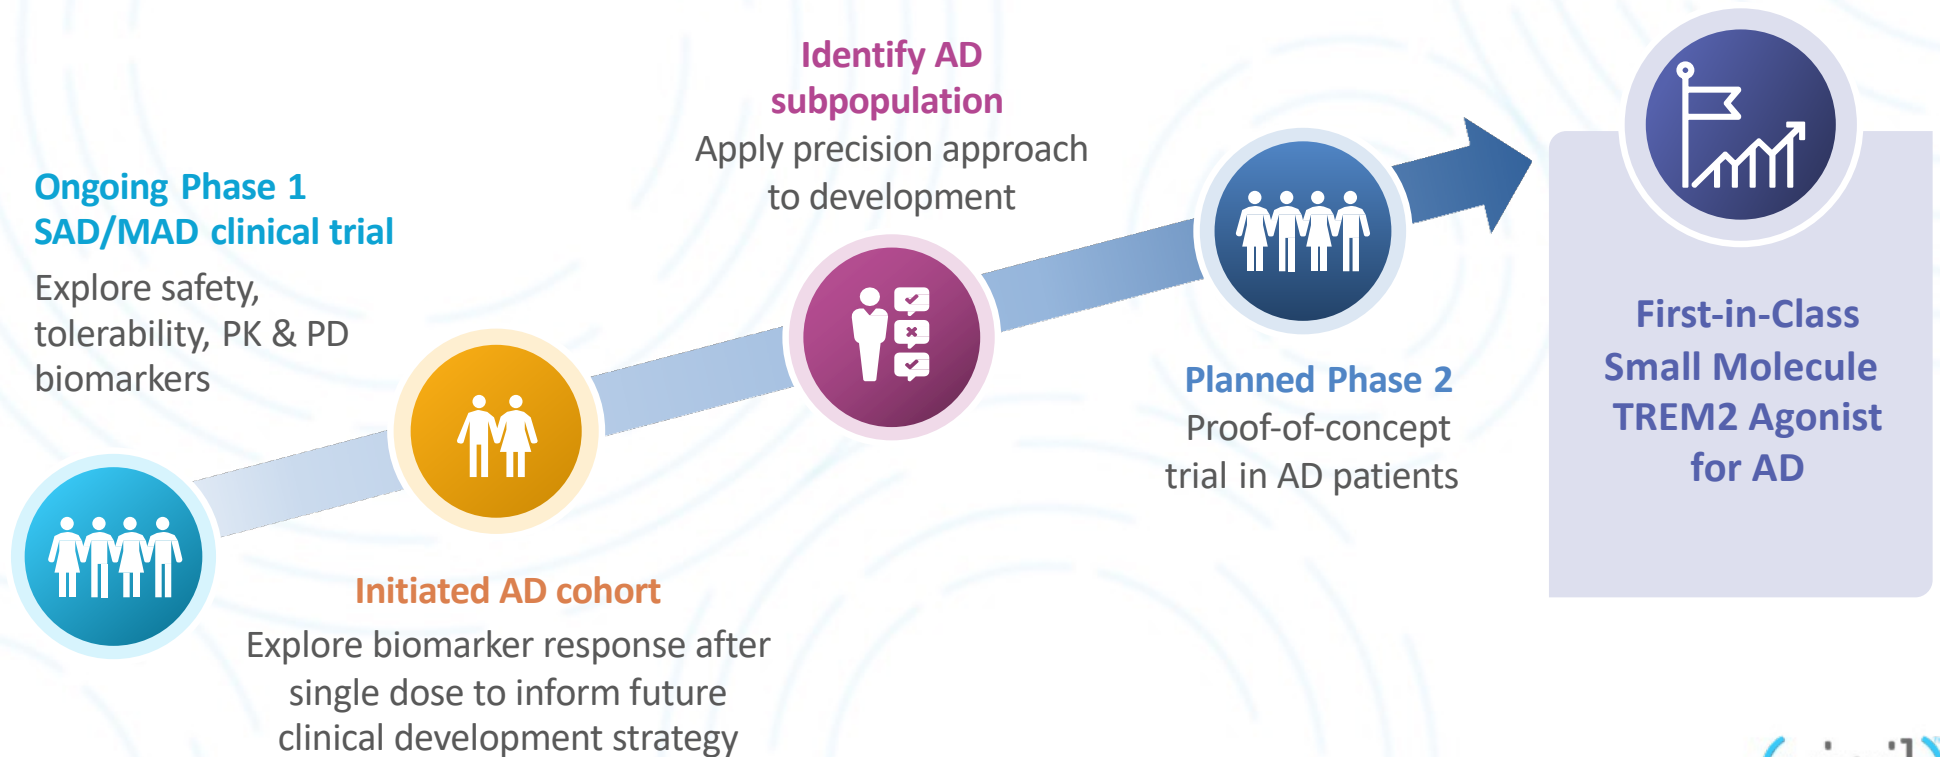 Ongoing Phase 1
SAD/MAD clinical trial
Explore safety,
tolerability, PK & PD
biomarkers
Initiated AD cohort
Explore biomarker response after
single dose to inform future
clinical development strategy
Identify AD
subpopulation
Apply precision approach
to development
Planned Phase 2
Proof-of-concept
trial in AD patients
First-in-Class
Small Molecule
TREM2 Agonist
for AD